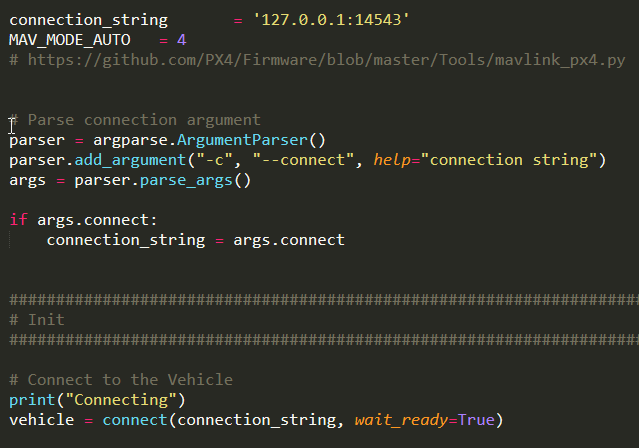 connection_string       = '127.0.0.1:14543'
MAV_MODE_AUTO   = 4
# https://github.com/PX4/Firmware/blob/master/Tools/mavlink_px4.py
# Parse connection argument
parser = argparse.ArgumentParser()
parser.add_argument("-c", "--connect", help="connection string")
args = parser.parse_args()
if args.connect:
    connection_string = args.connect
####################################################################
# Init
####################################################################
# Connect to the Vehicle
print("Connecting")
vehicle = connect(connection_string, wait_ready=True)